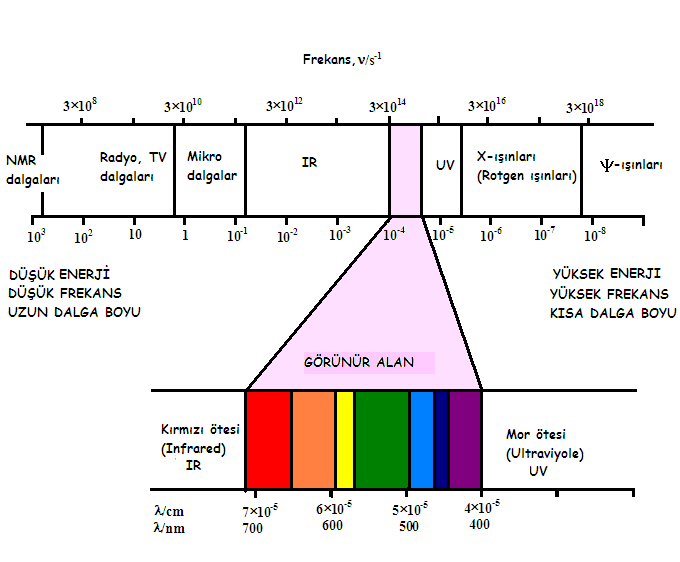 Frekans, ν/s⁻¹
3×10⁸ 3×10¹⁰ 3×10¹² 3×10¹⁴ 3×10¹⁶ 3×10¹⁸
NMR
dalgaları
Radyo, TV
dalgaları
Mikro
dalgalar
IR
UV
X-ışınları
(Rotgen ışınları)
Ψ-ışınları
10³ 10² 10 1 10⁻¹ 10⁻² 10⁻³ 10⁻⁴ 10⁻⁵ 10⁻⁶ 10⁻⁷ 10⁻⁸
DÜŞÜK ENERJİ
DÜŞÜK FREKANS
UZUN DALGA BOYU
YÜKSEK ENERJI
YÜKSEK FREKANS
KISA DALGA BOYU
GÖRÜNÜR ALAN
Kırmızı ötesi
(Infrared)
IR
Mor ötesi
(Ultraviyole)
UV
λ/cm 7×10⁻⁵ 6×10⁻⁵ 5×10⁻⁵ 4×10⁻⁵
λ/nm 700 600 500 400